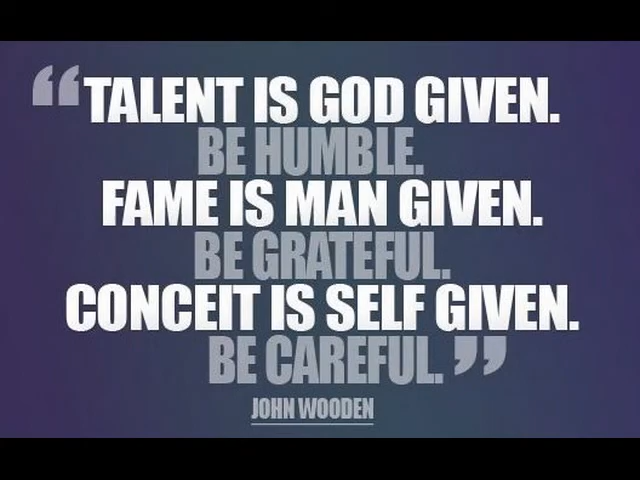 “TALENT IS GOD GIVEN.
BE HUMBLE.
FAME IS MAN GIVEN.
BE GRATEFUL.
CONCEIT IS SELF GIVEN.
BE CAREFUL.”
JOHN WOODEN